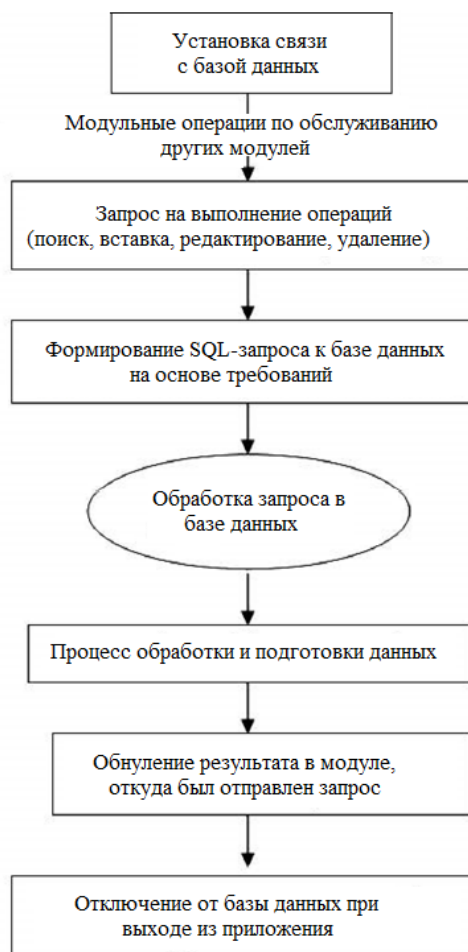 Установка связи
с базой данных
Модульные операции по обслуживанию
других модулей
Запрос на выполнение операций
(поиск, вставка, редактирование, удаление)
Формирование SQL-запроса к базе данных
на основе требований
Обработка запроса в
базе данных
Процесс обработки и подготовки данных
Обнуление результата в модуле,
откуда был отправлен запрос
Отключение от базы данных при
выходе из приложения